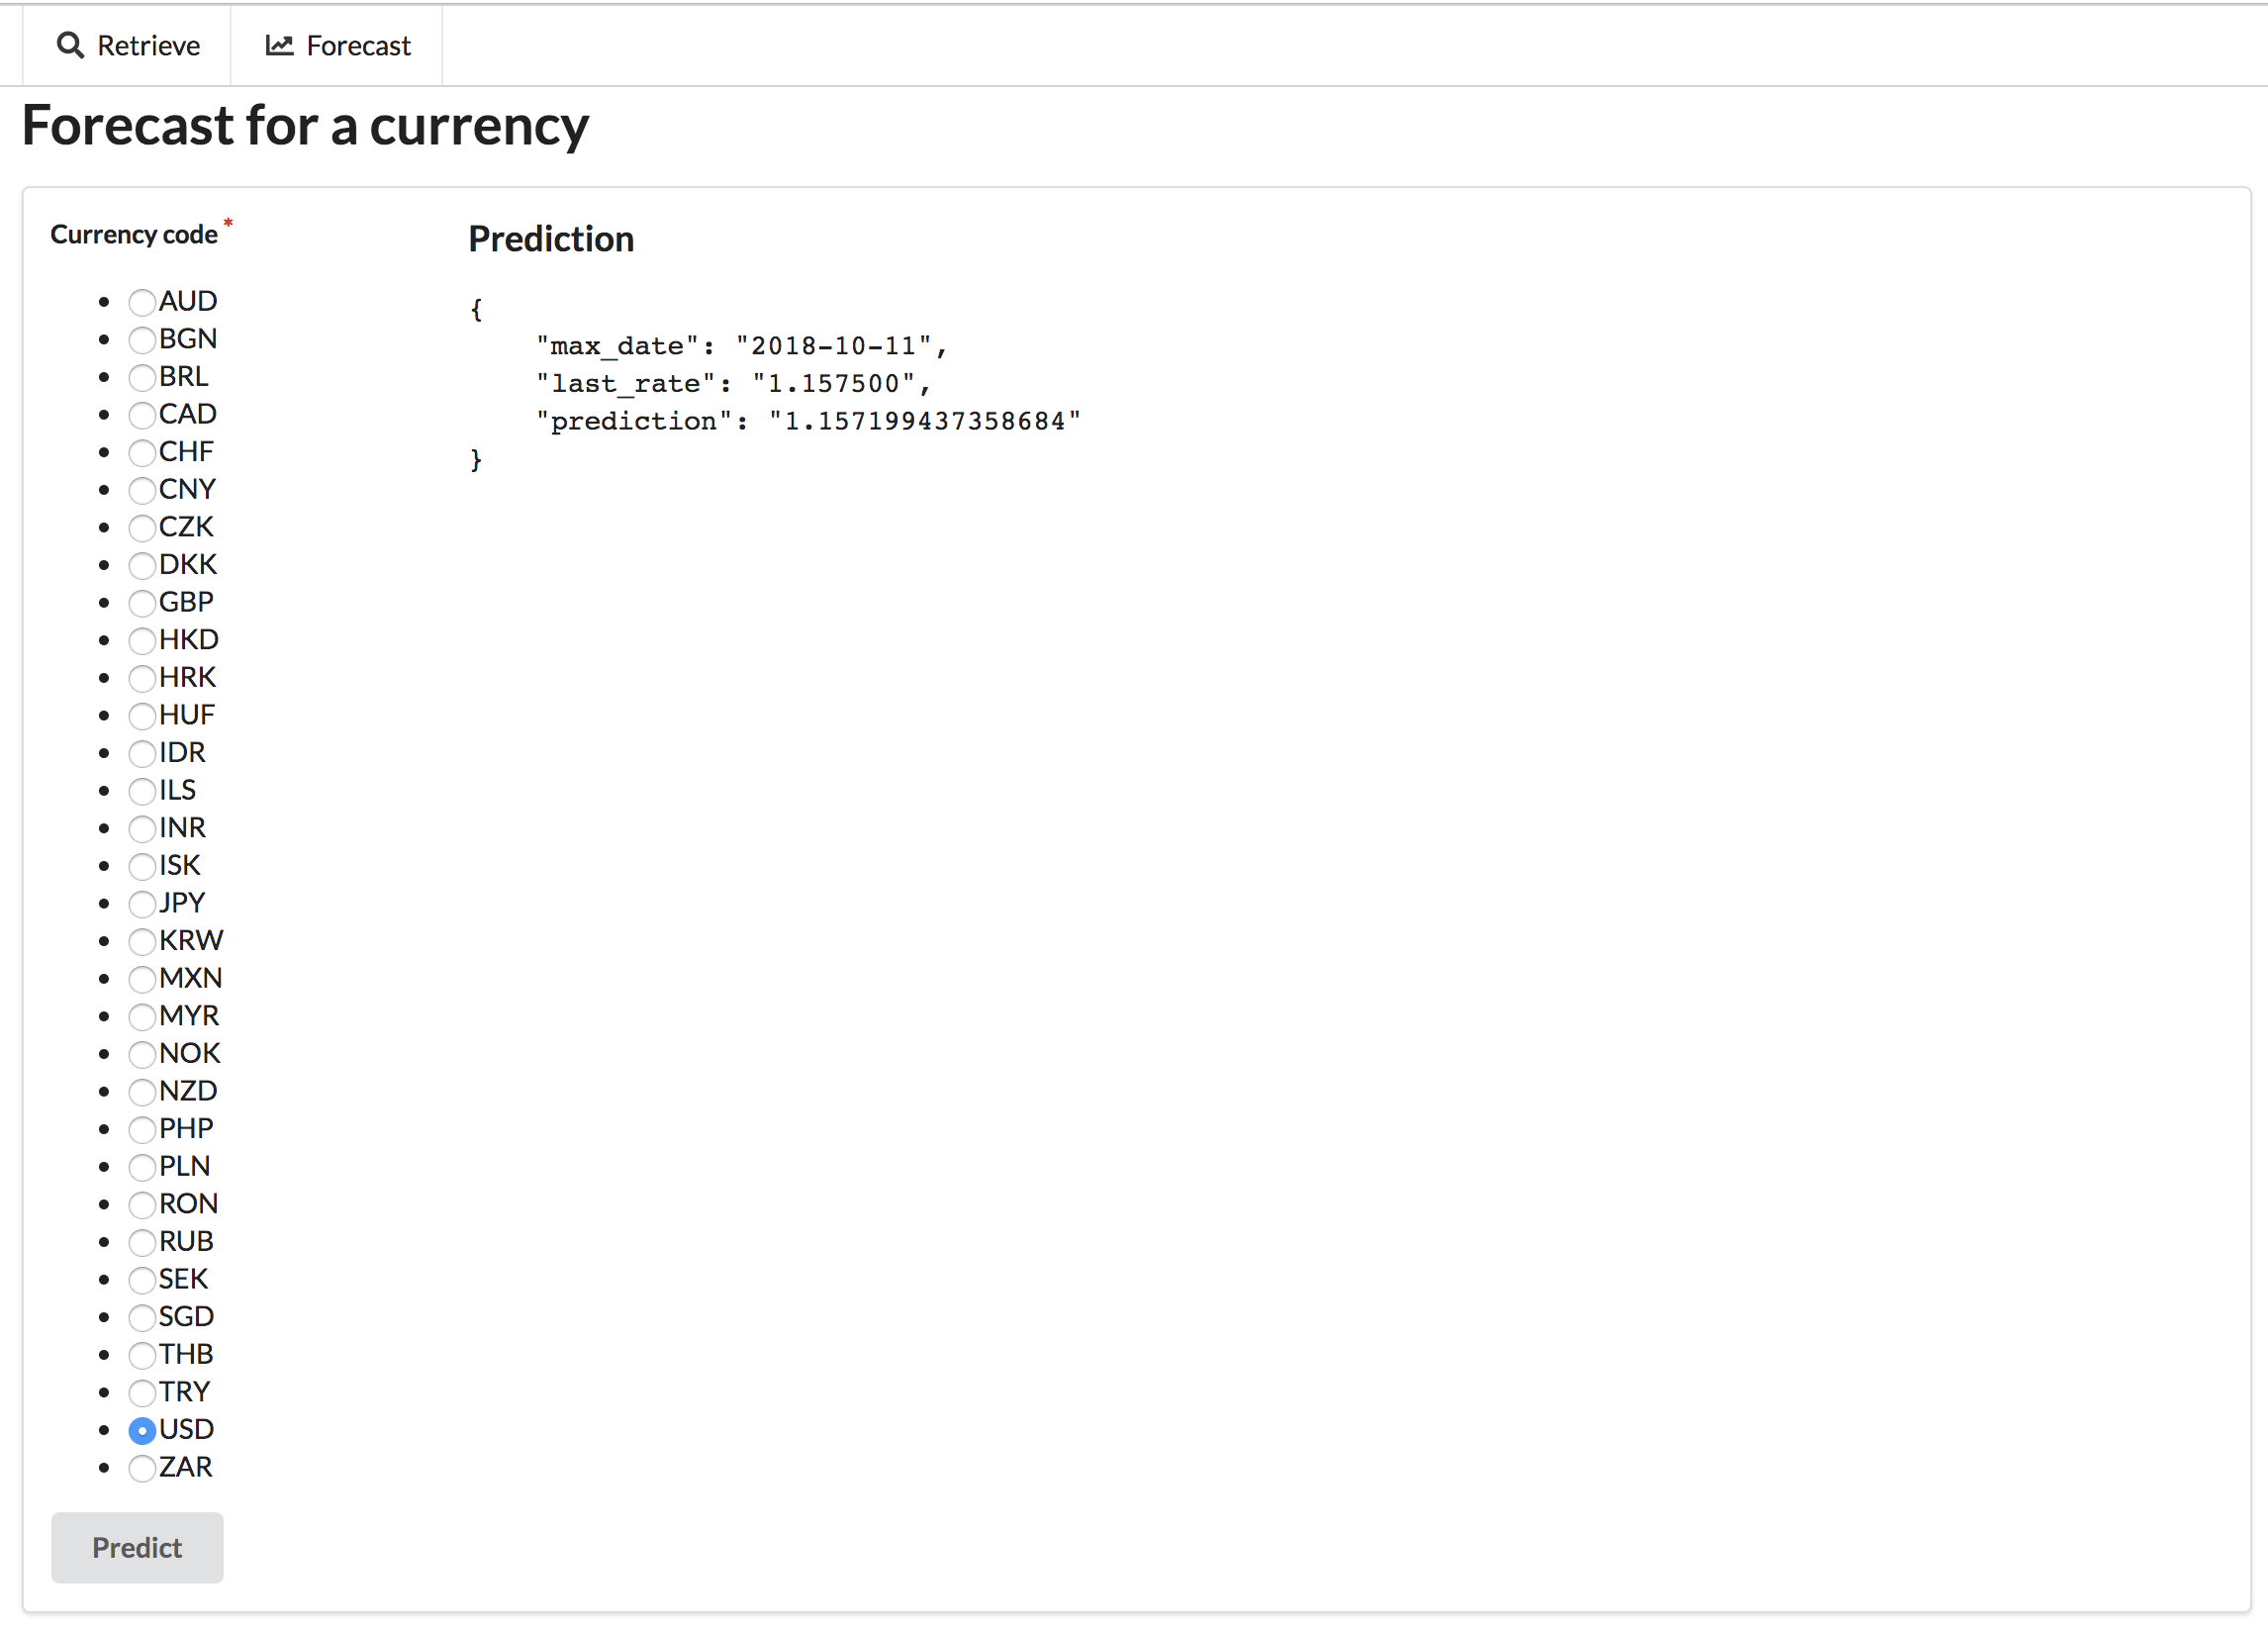 Retrieve Forecast
Forecast for a currency
Currency code *
AUD
BGN
BRL
CAD
CHF
CNY
CZK
DKK
GBP
HKD
HRK
HUF
IDR
ILS
INR
ISK
JPY
KRW
MXN
MYR
NOK
NZD
PHP
PLN
RON
RUB
SEK
SGD
THB
TRY
USD
ZAR
Predict
Prediction
{
"max_date": "2018-10-11",
"last_rate": "1.157500",
"prediction": "1.157199437358684"
}